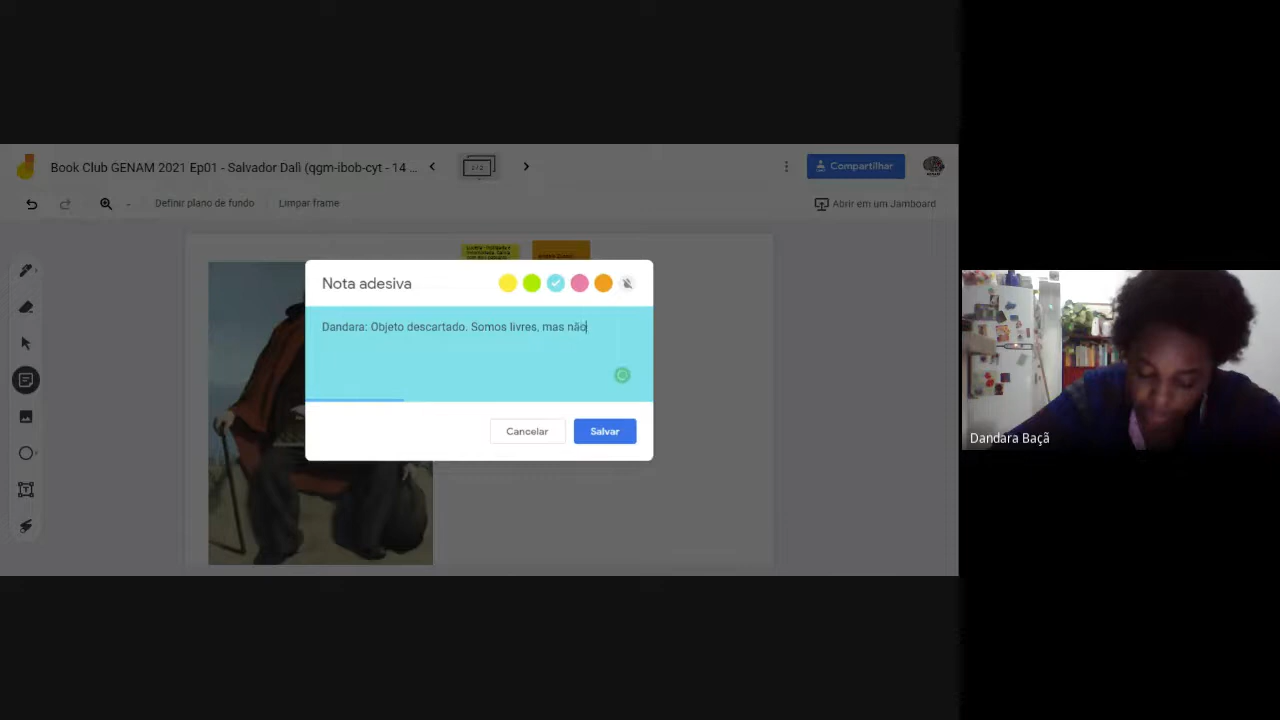 Book Club GENAM 2021 Ep01 - Salvador Dalì (qgm-ibob-cyt - 14 ...
Compartilhar
Definir plano de fundo
Limpar frame
Abrir em um Jamboard
Nota adesiva
Dandara: Objeto descartado. Somos livres, mas não
Cancelar
Salvar
Dandara Baçã